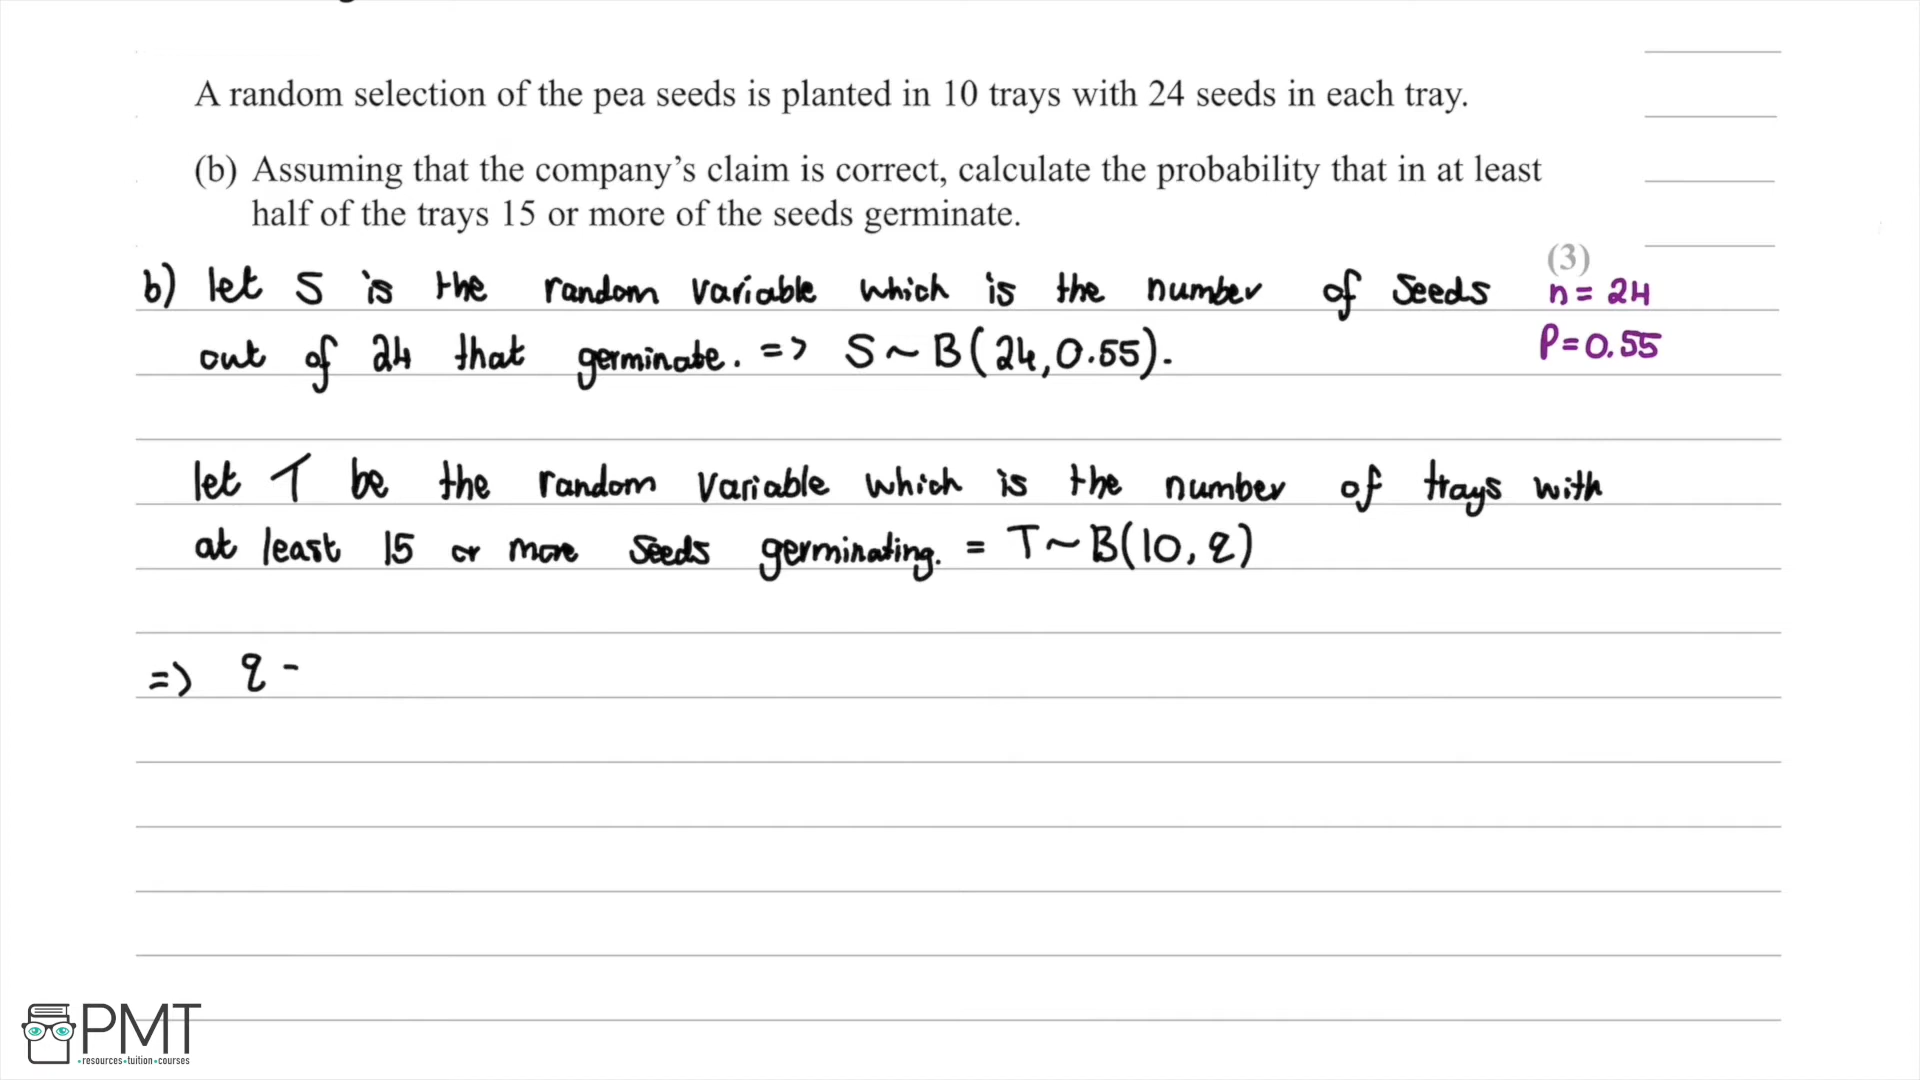 A random selection of the pea seeds is planted in 10 trays with 24 seeds in each tray.
(b) Assuming that the company's claim is correct, calculate the probability that in at least
half of the trays 15 or more of the seeds germinate.
(3)
b) let S is the random variable which is the number of seeds
n = 24
out of 24 that germinate. => S~B(24,0.55).
P=0.55
let T be the random variable which is the number of trays with
at least 15 or more seeds germinating. = T~B(10, q)
=> q -
PMT
•resources•tuition•courses